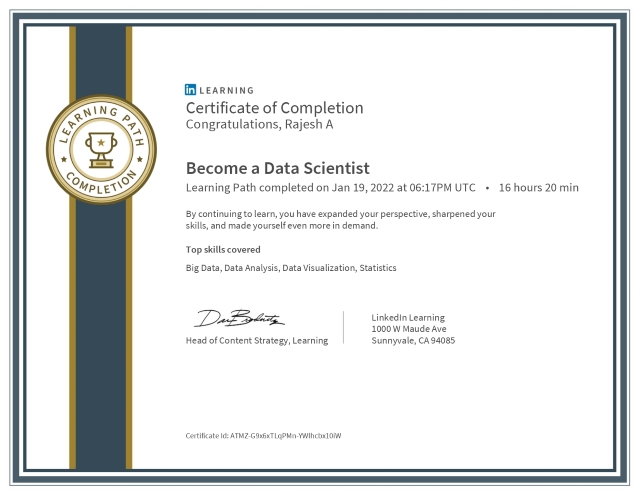 LEARNING PATH
COMPLETION
in LEARNING
Certificate of Completion
Congratulations, Rajesh A
Become a Data Scientist
Learning Path completed on Jan 19, 2022 at 06:17PM UTC • 16 hours 20 min
By continuing to learn, you have expanded your perspective, sharpened your
skills, and made yourself even more in demand.
Top skills covered
Big Data, Data Analysis, Data Visualization, Statistics
Head of Content Strategy, Learning
LinkedIn Learning
1000 W Maude Ave
Sunnyvale, CA 94085
Certificate Id: